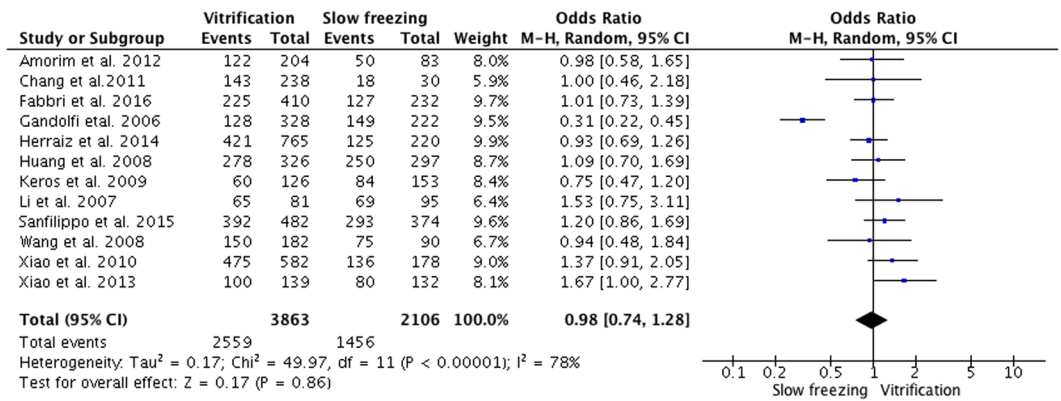 Vitrification Slow freezing Odds Ratio Odds Ratio
Study or Subgroup Events Total Events Total Weight M-H, Random, 95% CI M-H, Random, 95% CI
Amorim et al. 2012 122 204 50 83 8.0% 0.98 [0.58, 1.65]
Chang et al.2011 143 238 18 30 5.9% 1.00 [0.46, 2.18]
Fabbri et al. 2016 225 410 127 232 9.7% 1.01 [0.73, 1.39]
Gandolfi etal. 2006 128 328 149 222 9.5% 0.31 [0.22, 0.45]
Herraiz et al. 2014 421 765 125 220 9.9% 0.93 [0.69, 1.26]
Huang et al. 2008 278 326 250 297 8.7% 1.09 [0.70, 1.69]
Keros et al. 2009 60 126 84 153 8.4% 0.75 [0.47, 1.20]
Li et al. 2007 65 81 69 95 6.4% 1.53 [0.75, 3.11]
Sanfilippo et al. 2015 392 482 293 374 9.6% 1.20 [0.86, 1.69]
Wang et al. 2008 150 182 75 90 6.7% 0.94 [0.48, 1.84]
Xiao et al. 2010 475 582 136 178 9.0% 1.37 [0.91, 2.05]
Xiao et al. 2013 100 139 80 132 8.1% 1.67 [1.00, 2.77]
Total (95% CI) 3863 2106 100.0% 0.98 [0.74, 1.28]
Total events 2559 1456
Heterogeneity: Tau² = 0.17; Chi² = 49.97, df = 11 (P < 0.00001); I² = 78%
Test for overall effect: Z = 0.17 (P = 0.86)
0.1 0.2 0.5 1 2 5 10
Slow freezing Vitrification